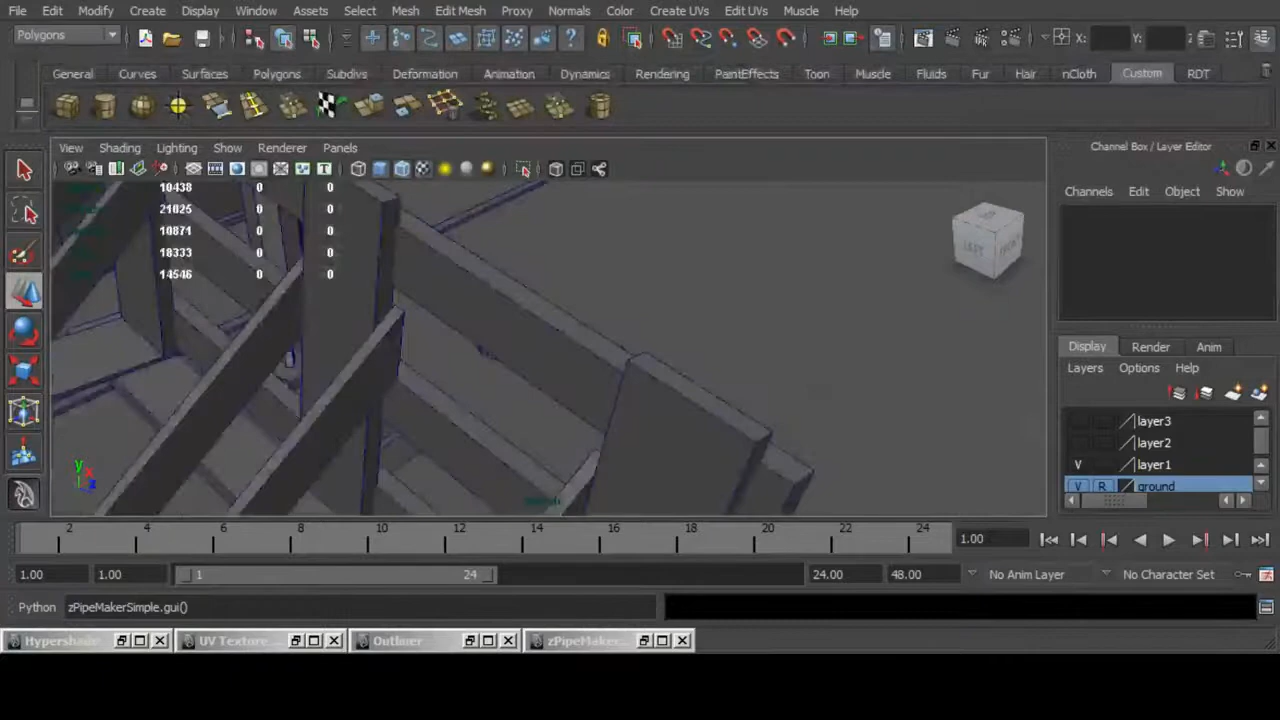 File Edit Modify Create Display Window Assets Select Mesh Edit Mesh Proxy Normals Color Create UVs Edit UVs Muscle Help
Polygons X: Y:
General Curves Surfaces Polygons Subdivs Deformation Animation Dynamics Rendering PaintEffects Toon Muscle Fluids Fur Hair nCloth Custom RDT
View Shading Lighting Show Renderer Panels
Channel Box / Layer Editor
Channels Edit Object Show
10438 0 0
21025 0 0
10871 0 0
18333 0 0
14546 0 0
LEFT FRONT
Display Render Anim
Layers Options Help
layer3
layer2
V layer1
V R ground
y x z
2 4 6 8 10 12 14 16 18 20 22 24
1.00
1.00 1.00 1 24 24.00 48.00 No Anim Layer No Character Set
Python zPipeMakerSimple.gui()
Hypersha UV Texture... Outliner zPipeMaker...